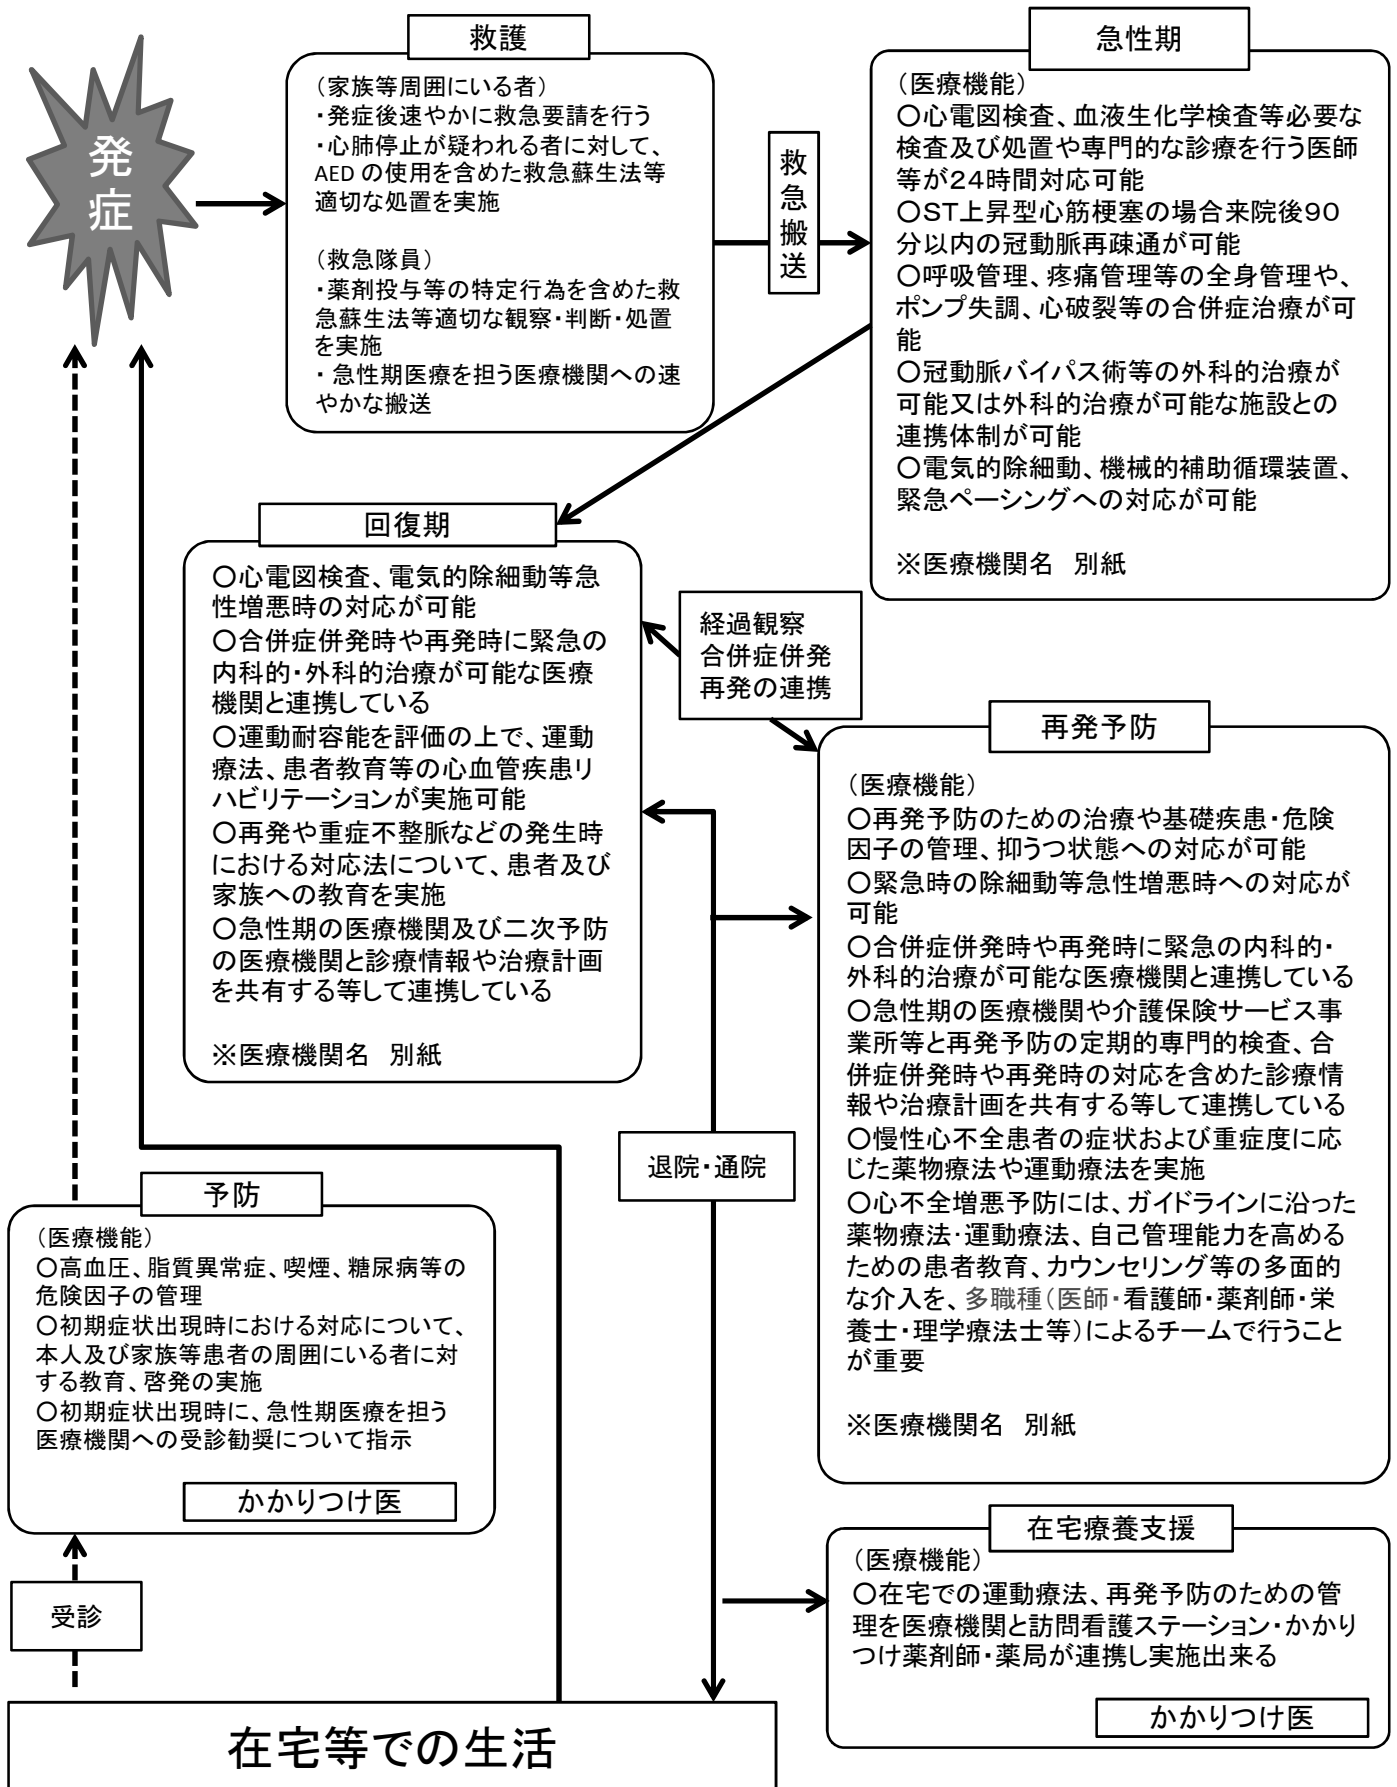 発
症
救護
（家族等周囲にいる者）
・発症後速やかに救急要請を行う
・心肺停止が疑われる者に対して、
AED の使用を含めた救急蘇生法等
適切な処置を実施
（救急隊員）
・薬剤投与等の特定行為を含めた救
急蘇生法等適切な観察・判断・処置
を実施
・急性期医療を担う医療機関への速
やかな搬送
救
急
搬
送
急性期
（医療機能）
○心電図検査、血液生化学検査等必要な
検査及び処置や専門的な診療を行う医師
等が２４時間対応可能
○ＳＴ上昇型心筋梗塞の場合来院後９０
分以内の冠動脈再疎通が可能
○呼吸管理、疼痛管理等の全身管理や、
ポンプ失調、心破裂等の合併症治療が可
能
○冠動脈バイパス術等の外科的治療が
可能又は外科的治療が可能な施設との
連携体制が可能
○電気的除細動、機械的補助循環装置、
緊急ペーシングへの対応が可能
※医療機関名　別紙
回復期
○心電図検査、電気的除細動等急
性増悪時の対応が可能
○合併症併発時や再発時に緊急の
内科的・外科的治療が可能な医療
機関と連携している
○運動耐容能を評価の上で、運動
療法、患者教育等の心血管疾患リ
ハビリテーションが実施可能
○再発や重症不整脈などの発生時
における対応法について、患者及び
家族への教育を実施
○急性期の医療機関及び二次予防
の医療機関と診療情報や治療計画
を共有する等して連携している
※医療機関名　別紙
経過観察
合併症併発
再発の連携
再発予防
（医療機能）
○再発予防のための治療や基礎疾患・危険
因子の管理、抑うつ状態への対応が可能
○緊急時の除細動等急性増悪時への対応が
可能
○合併症併発時や再発時に緊急の内科的・
外科的治療が可能な医療機関と連携している
○急性期の医療機関や介護保険サービス事
業所等と再発予防の定期的専門的検査、合
併症併発時や再発時の対応を含めた診療情
報や治療計画を共有する等して連携している
○慢性心不全患者の症状および重症度に応
じた薬物療法や運動療法を実施
○心不全増悪予防には、ガイドラインに沿った
薬物療法・運動療法、自己管理能力を高める
ための患者教育、カウンセリング等の多面的
な介入を、多職種（医師・看護師・薬剤師・栄
養士・理学療法士等）によるチームで行うこと
が重要
※医療機関名　別紙
退院・通院
予防
（医療機能）
○高血圧、脂質異常症、喫煙、糖尿病等の
危険因子の管理
○初期症状出現時における対応について、
本人及び家族等患者の周囲にいる者に対
する教育、啓発の実施
○初期症状出現時に、急性期医療を担う
医療機関への受診勧奨について指示
かかりつけ医
受診
在宅療養支援
（医療機能）
○在宅での運動療法、再発予防のための管
理を医療機関と訪問看護ステーション・かかり
つけ薬剤師・薬局が連携し実施出来る
かかりつけ医
在宅等での生活